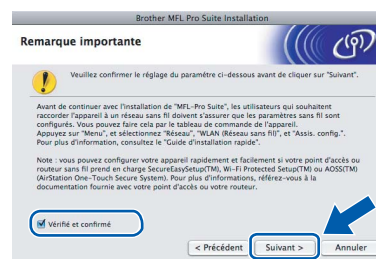 Brother MFL Pro Suite Installation
Remarque importante
Veuillez confirmer le réglage du paramètre ci-dessous avant de cliquer sur "Suivant".
Avant de continuer avec l'installation de "MFL-Pro Suite", les utilisateurs qui souhaitent
raccorder l'appareil à un réseau sans fil doivent s'assurer que les paramètres sans fil sont
configurés. Vous pouvez faire cela par le tableau de commande de l'appareil.
Appuyez sur "Menu", et sélectionnez "Réseau", "WLAN (Réseau sans fil)", et "Assis. config.".
Pour plus d'information, consultez le "Guide d'installation rapide".
Note : vous pouvez configurer votre appareil rapidement et facilement si votre point d'accès ou
routeur sans fil prend en charge SecureEasySetup(TM), Wi-Fi Protected Setup(TM) ou AOSS(TM)
(AirStation One-Touch Secure System). Pour plus d'informations, référez-vous à la
documentation fournie avec votre point d'accès ou votre routeur.
Vérifié et confirmé
< Précédent Suivant > Annuler